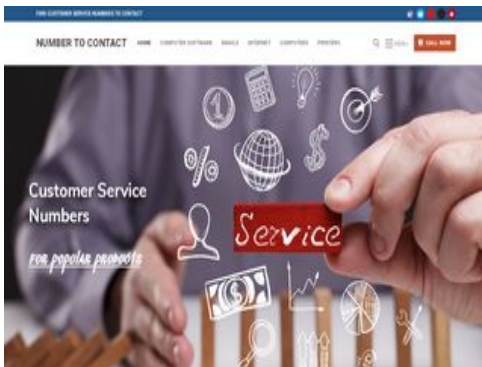 FIND CUSTOMER SERVICE NUMBERS TO CONTACT
NUMBER TO CONTACT HOME COMPUTER SOFTWARE EMAILS INTERNET COMPUTERS PRINTERS MENU CALL NOW
Customer Service
Numbers
FOR POPULAR PRODUCTS
Service